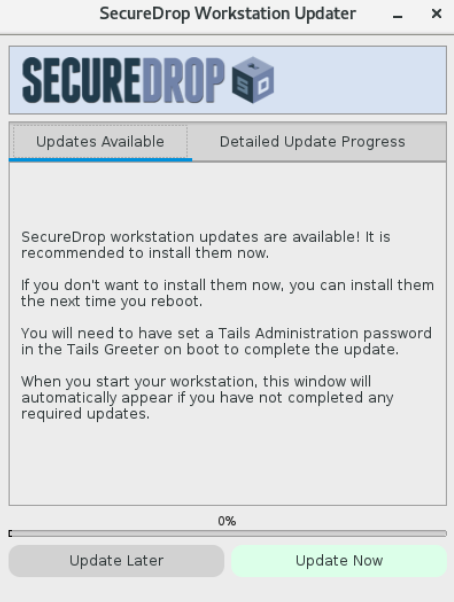 SecureDrop Workstation Updater
SECUREDROP
SD
Updates Available
Detailed Update Progress
SecureDrop workstation updates are available! It is
recommended to install them now.
If you don't want to install them now, you can install them
the next time you reboot.
You will need to have set a Tails Administration password
in the Tails Greeter on boot to complete the update.
When you start your workstation, this window will
automatically appear if you have not completed any
required updates.
0%
Update Later
Update Now